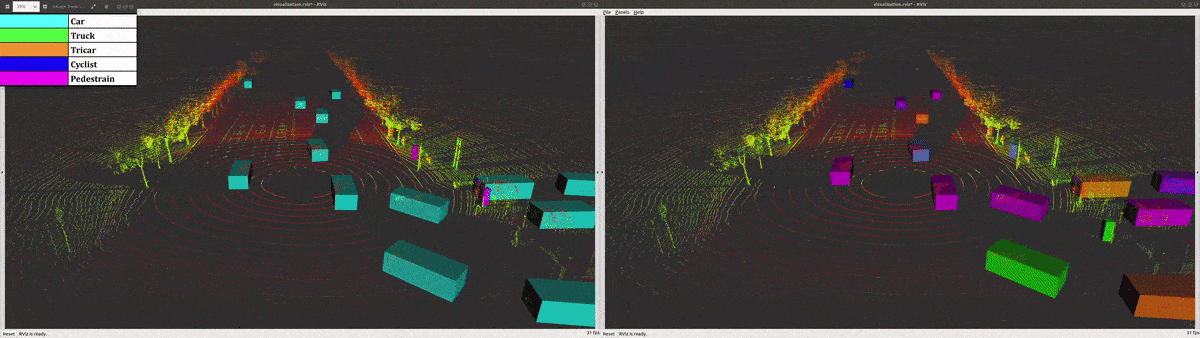 visualization.rviz* - RViz
visualization.rviz* - RViz
File Panels Help
Car
Truck
Tricar
Cyclist
Pedestrain
Reset RViz is ready.
31 fps
Reset RViz is ready.
31 fps